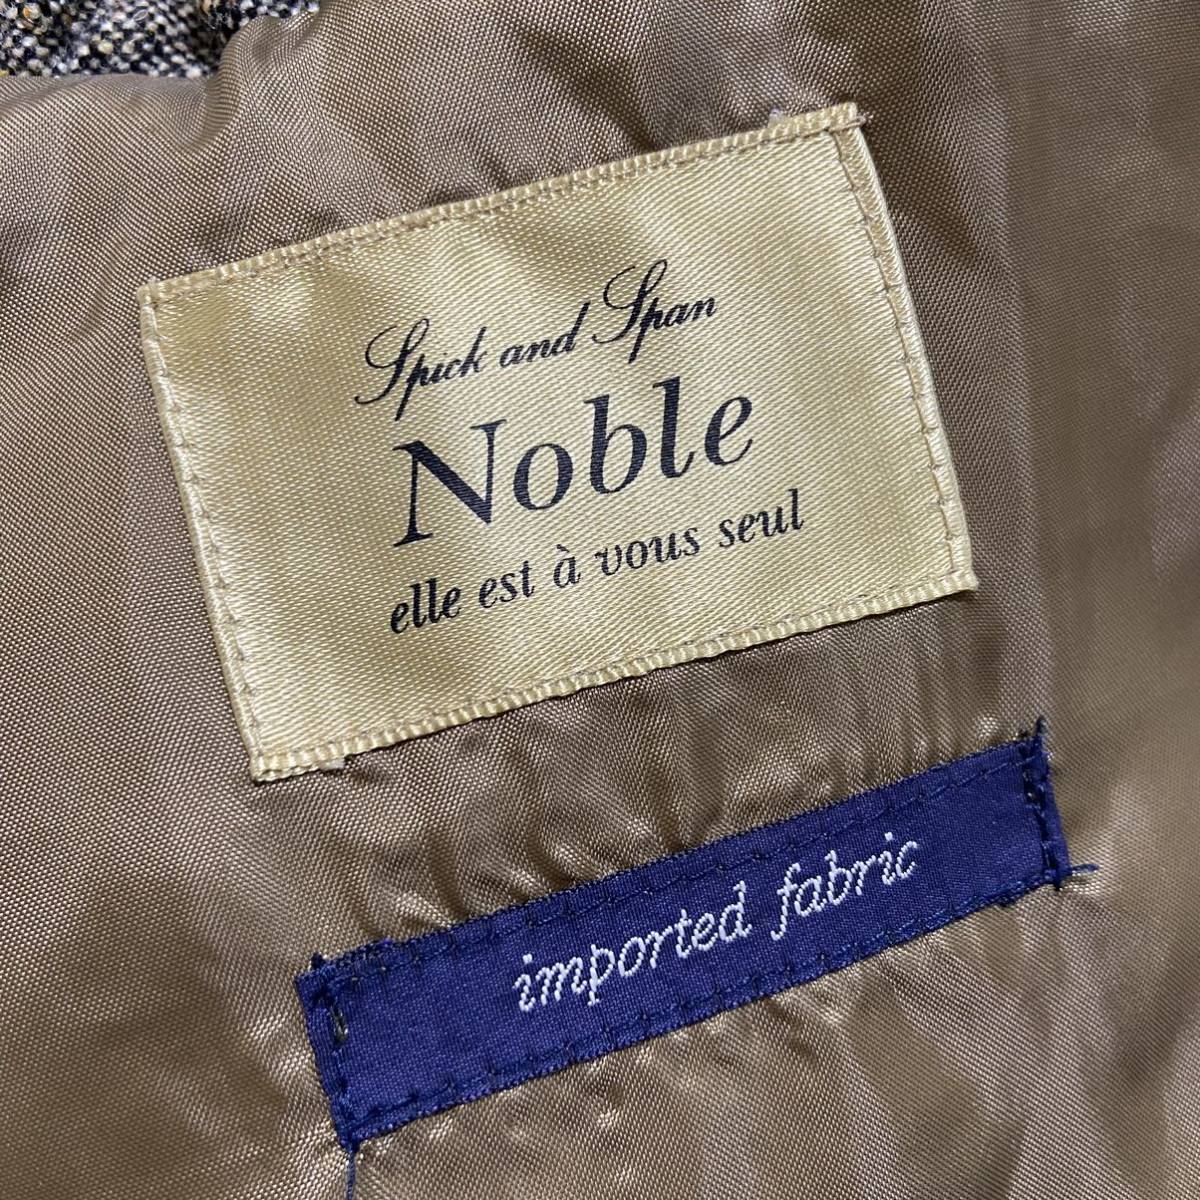 Spick and Span
Noble
elle est à vous seul
imported fabric